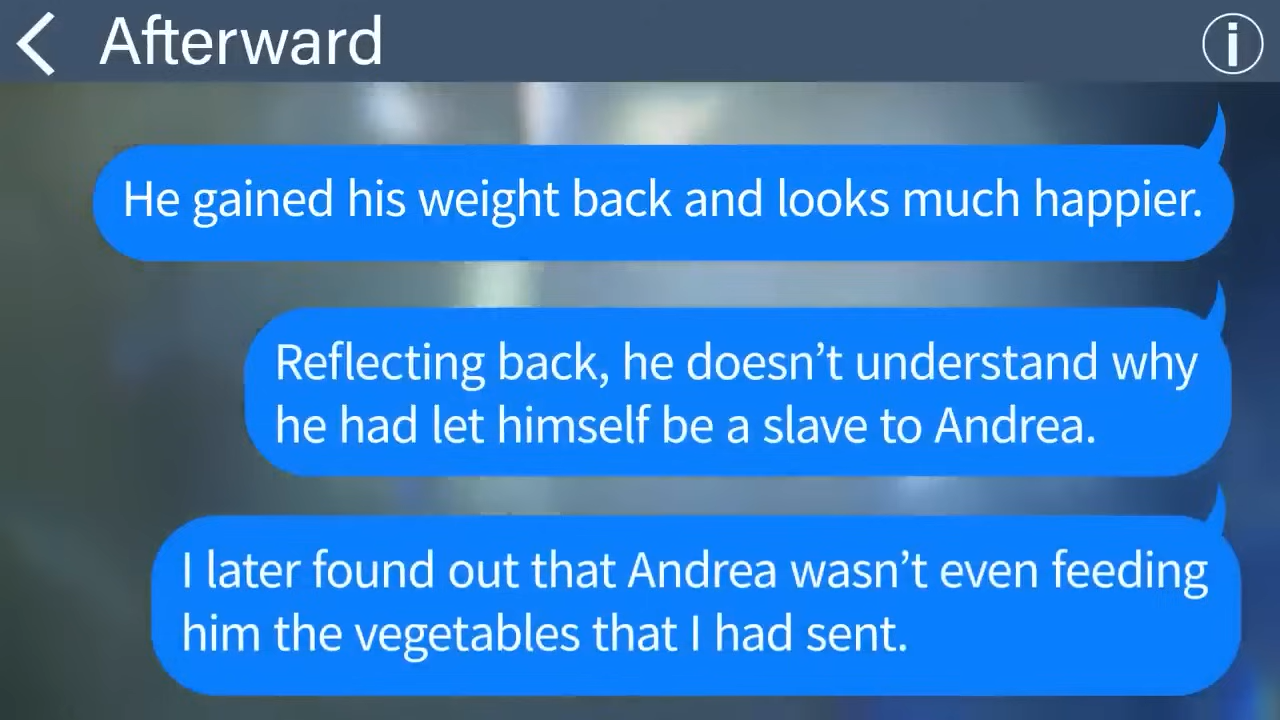 Afterward
He gained his weight back and looks much happier.
Reflecting back, he doesn’t understand why
he had let himself be a slave to Andrea.
I later found out that Andrea wasn’t even feeding
him the vegetables that I had sent.